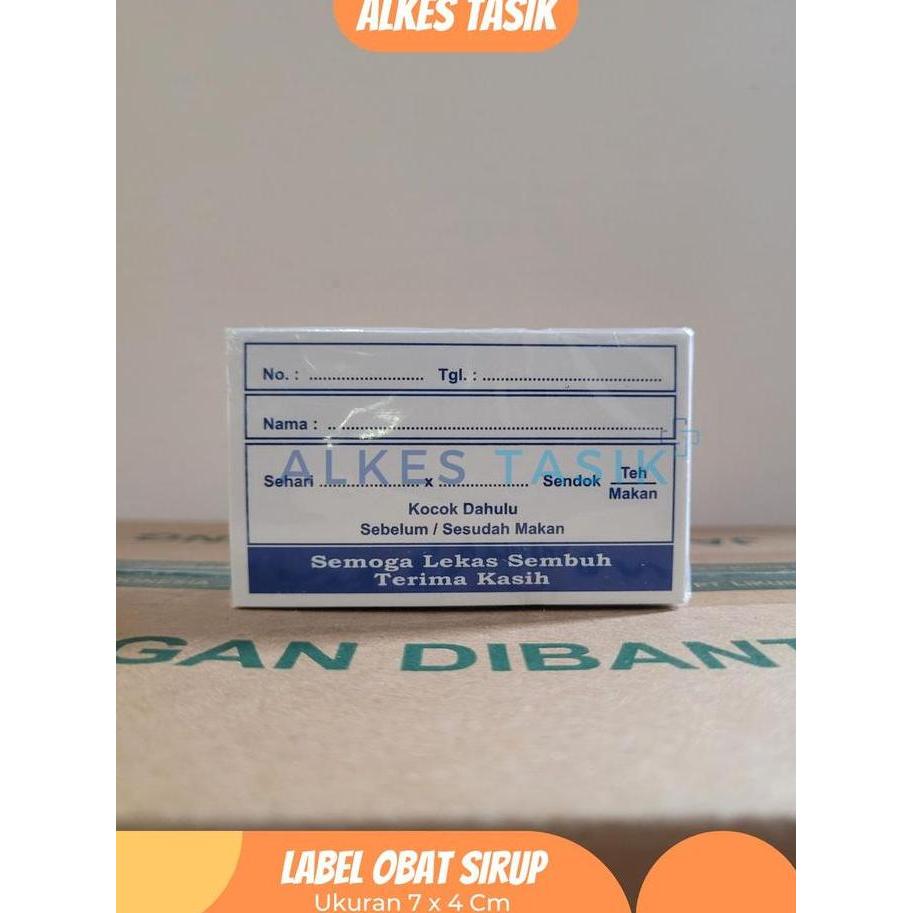 ALKES TASIK
No. : ........................ Tgl. : ......................................
Nama : ........................................................................
ALKES TASIK
Sehari ..................... x ................... Sendok Teh
Makan
Kocok Dahulu
Sebelum / Sesudah Makan
Semoga Lekas Sembuh
Terima Kasih
GAN DIBANT
LABEL OBAT SIRUP
Ukuran 7 x 4 Cm